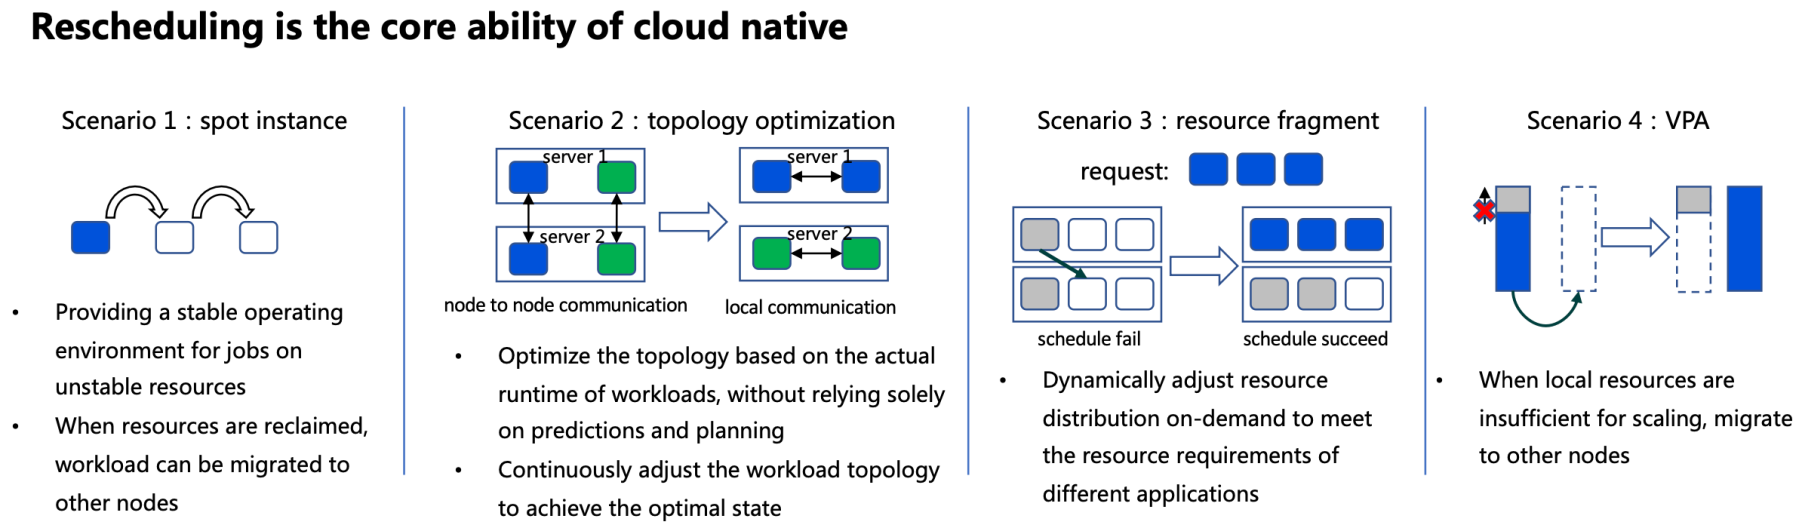 Rescheduling is the core ability of cloud native
Scenario 1：spot instance
• Providing a stable operating
environment for jobs on
unstable resources
• When resources are reclaimed,
workload can be migrated to
other nodes
Scenario 2：topology optimization
server 1
server 2
node to node communication
server 1
server 2
local communication
• Optimize the topology based on the actual
runtime of workloads, without relying solely
on predictions and planning
• Continuously adjust the workload topology
to achieve the optimal state
Scenario 3：resource fragment
request:
schedule fail
schedule succeed
• Dynamically adjust resource
distribution on-demand to meet
the resource requirements of
different applications
Scenario 4：VPA
• When local resources are
insufficient for scaling, migrate
to other nodes